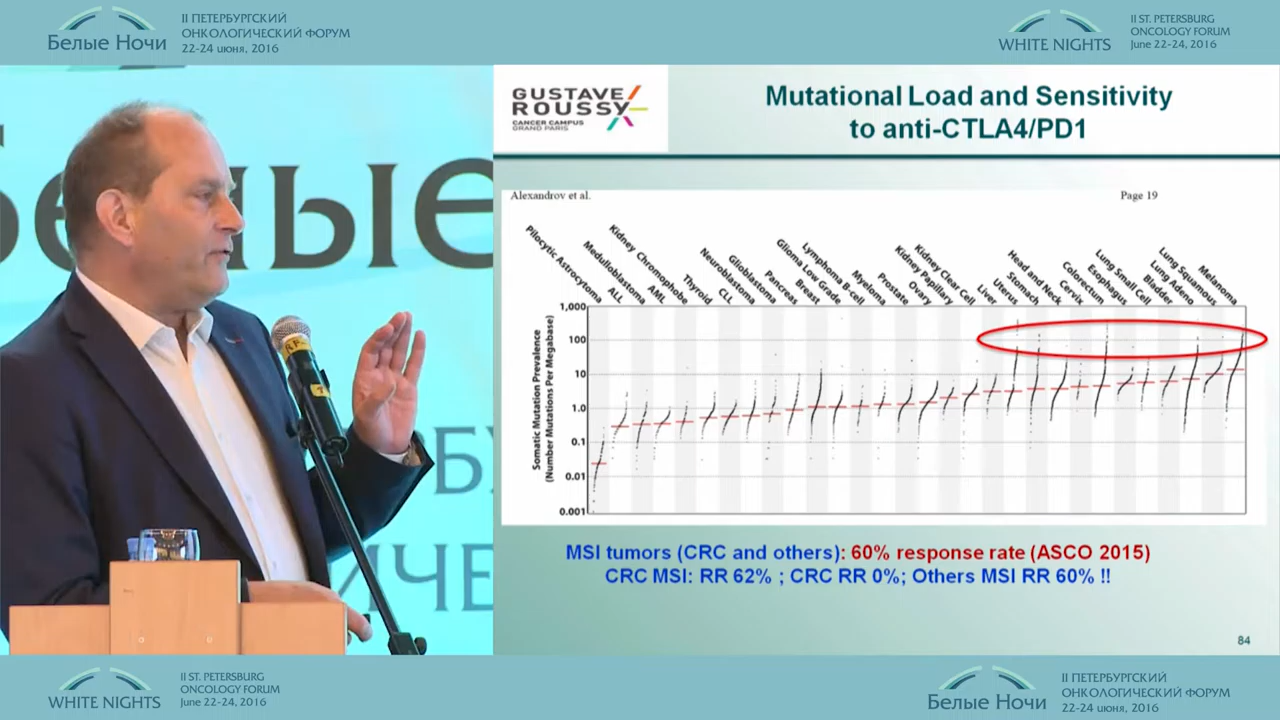 Белые Ночи
II ПЕТЕРБУРГСКИЙ
ОНКОЛОГИЧЕСКИЙ ФОРУМ
22-24 июня, 2016
WHITE NIGHTS
II ST. PETERSBURG
ONCOLOGY FORUM
June 22-24, 2016
GUSTAVE
ROUSSY
CANCER CAMPUS
GRAND PARIS
Mutational Load and Sensitivity
to anti-CTLA4/PD1
Alexandrov et al.
Page 19
Pilocytic Astrocytoma
ALL
Medulloblastoma
AML
Kidney Chromophobe
Thyroid
CLL
Neuroblastoma
Glioblastoma
Pancreas
Breast
Glioma Low Grade
Lymphoma B-cell
Myeloma
Prostate
Ovary
Kidney Papillary
Kidney Clear Cell
Liver
Uterus
Stomach
Head and Neck
Cervix
Colorectum
Esophagus
Lung Small Cell
Bladder
Lung Adeno
Lung Squamous
Melanoma
Somatic Mutation Prevalence
(Number Mutations Per Megabase)
1,000
100
10
1.0
0.1
0.01
0.001
MSI tumors (CRC and others): 60% response rate (ASCO 2015)
CRC MSI: RR 62% ; CRC RR 0%; Others MSI RR 60% !!
84
WHITE NIGHTS
II ST. PETERSBURG
ONCOLOGY FORUM
June 22-24, 2016
Белые Ночи
II ПЕТЕРБУРГСКИЙ
ОНКОЛОГИЧЕСКИЙ ФОРУМ
22-24 июня, 2016